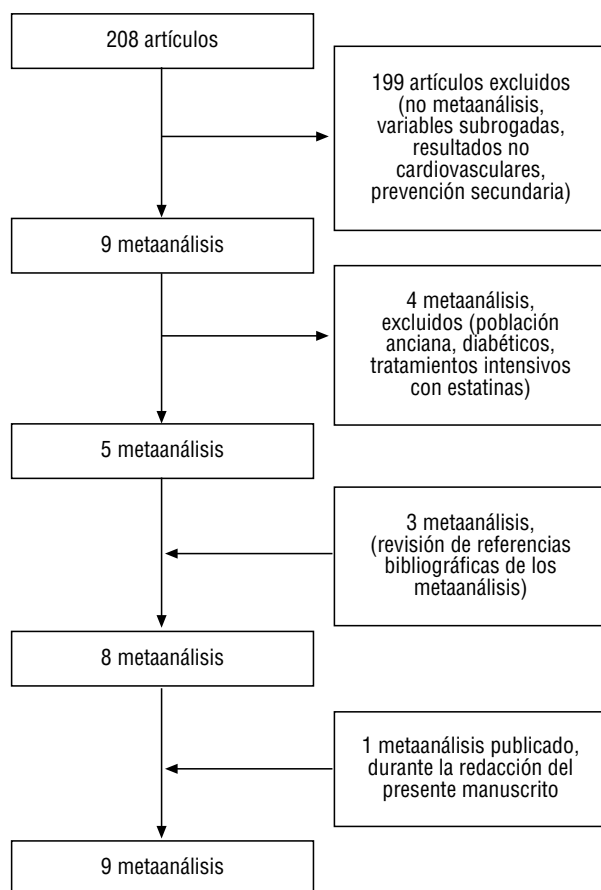 208 artículos
199 artículos excluidos
(no metaanálisis,
variables subrogadas,
resultados no
cardiovasculares,
prevención secundaria)
9 metaanálisis
4 metaanálisis,
excluidos (población
anciana, diabéticos,
tratamientos intensivos
con estatinas)
5 metaanálisis
3 metaanálisis,
(revisión de referencias
bibliográficas de los
metaanálisis)
8 metaanálisis
1 metaanálisis publicado,
durante la redacción del
presente manuscrito
9 metaanálisis